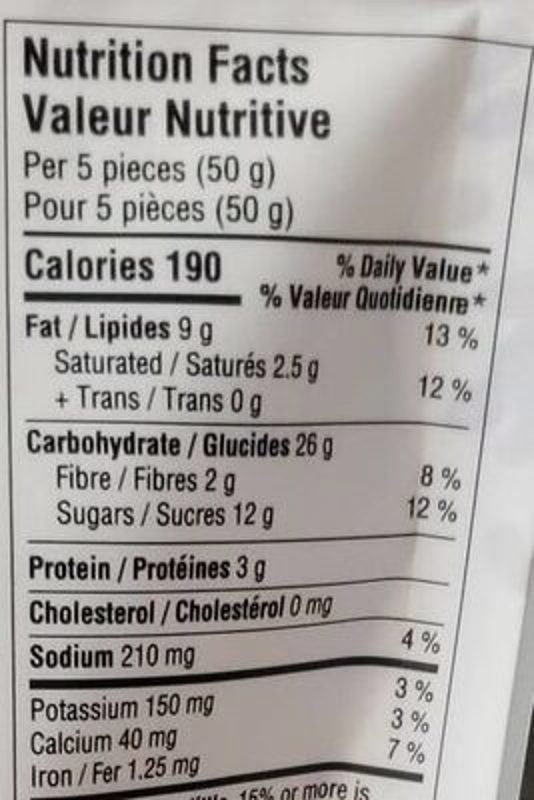 Nutrition Facts
Valeur Nutritive
Per 5 pieces (50 g)
Pour 5 pièces (50 g)
Calories 190
% Daily Value*
% Valeur Quotidienne*
Fat / Lipides 9 g 13 %
Saturated / Saturés 2.5 g
+ Trans / Trans 0 g 12 %
Carbohydrate / Glucides 26 g
Fibre / Fibres 2 g 8 %
Sugars / Sucres 12 g 12 %
Protein / Protéines 3 g
Cholesterol / Cholestérol 0 mg
Sodium 210 mg 4 %
Potassium 150 mg 3 %
Calcium 40 mg 3 %
Iron / Fer 1.25 mg 7 %
15% or more is